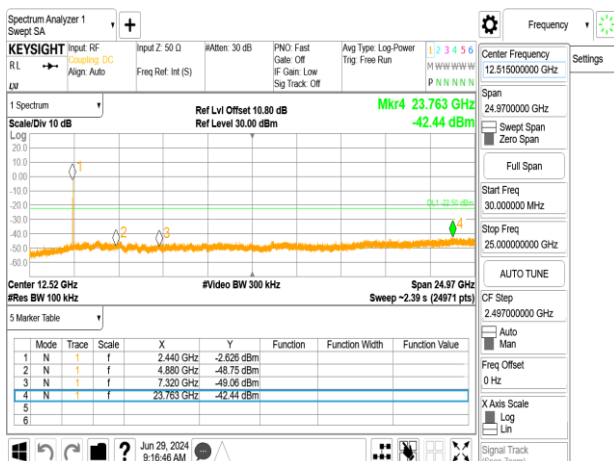 Spectrum Analyzer 1
Swept SA
Frequency
KEYSIGHT
RL
Input: RF
Coupling: DC
Align: Auto
Input Z: 50 Ω
Freq Ref: Int (S)
#Atten: 30 dB
PNO: Fast
Gate: Off
IF Gain: Low
Sig Track: Off
Avg Type: Log-Power
Trig: Free Run
1 2 3 4 5 6
M W W W W W
P N N N N N
1 Spectrum
Scale/Div 10 dB
Ref Lvl Offset 10.80 dB
Ref Level 30.00 dBm
Mkr4 23.763 GHz
-42.44 dBm
Log
20.0
10.0
0.00
-10.0
-20.0
-30.0
-40.0
-50.0
-60.0
1
2
3
4
DL1 -22.50 dBm
Center 12.52 GHz
#Res BW 100 kHz
#Video BW 300 kHz
Span 24.97 GHz
Sweep ~2.39 s (24971 pts)
5 Marker Table
Mode Trace Scale X Y Function Function Width Function Value
1 N 1 f 2.440 GHz -2.626 dBm
2 N 1 f 4.880 GHz -48.75 dBm
3 N 1 f 7.320 GHz -49.06 dBm
4 N 1 f 23.763 GHz -42.44 dBm
5
6
Jun 29, 2024
9:16:46 AM
Center Frequency
12.515000000 GHz
Settings
Span
24.9700000 GHz
Swept Span
Zero Span
Full Span
Start Freq
30.000000 MHz
Stop Freq
25.000000000 GHz
AUTO TUNE
CF Step
2.497000000 GHz
Auto
Man
Freq Offset
0 Hz
X Axis Scale
Log
Lin
Signal Track
(Span Zoom)